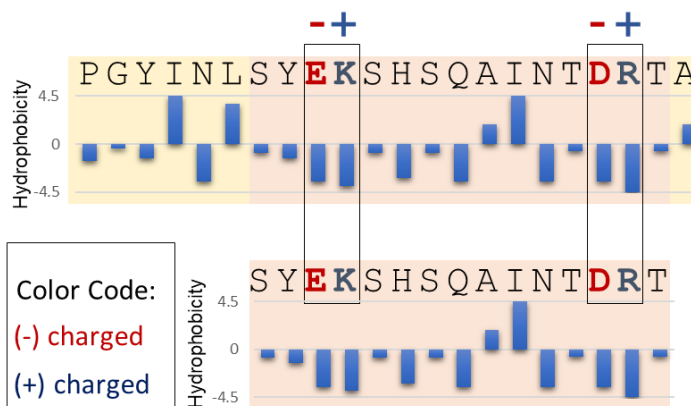 - + - +
PGYINLSYEKSHSQAINTDRTA
Hydrophobicity
4.5
0
-4.5
SYEKSHSQAINTDRT
Hydrophobicity
4.5
0
-4.5
Color Code:
(-) charged
(+) charged